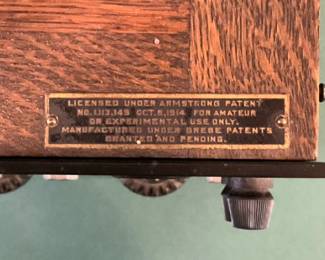 LICENSED UNDER ARMSTRONG PATENT
NO. 1,113,149 OCT. 6, 1914 FOR AMATEUR
OR EXPERIMENTAL USE ONLY.
MANUFACTURED UNDER GREBE PATENTS
GRANTED AND PENDING.